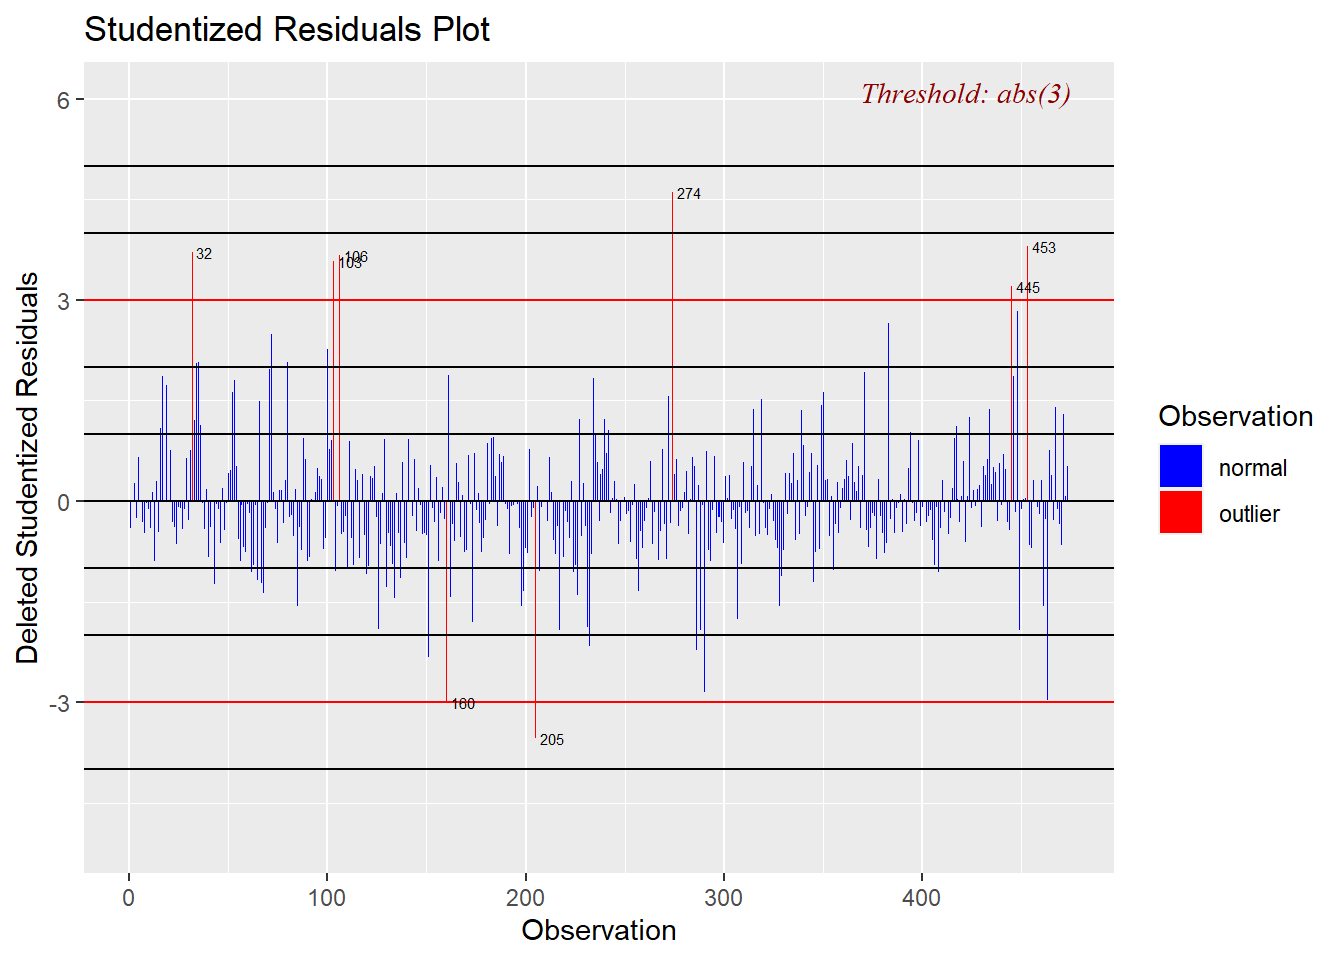 Studentized Residuals Plot
Threshold: abs(3)
6
3
0
-3
Deleted Studentized Residuals
274
32
106
103
453
445
160
205
0
100
200
300
400
Observation
Observation
normal
outlier